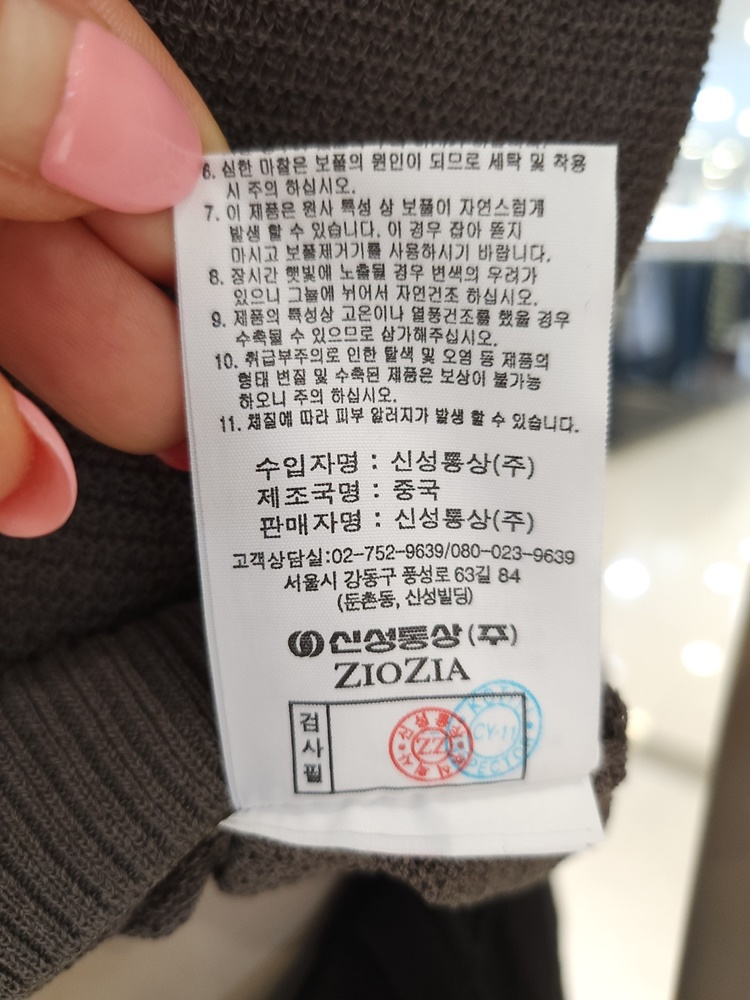 6. 심한 마찰은 보풀의 원인이 되므로 세탁 및 착용
시 주의 하십시오.
7. 이 제품은 원사 특성 상 보풀이 자연스럽게
발생 할 수 있습니다. 이 경우 잡아 뜯지
마시고 보풀제거기를 사용하시기 바랍니다.
8. 장시간 햇빛에 노출될 경우 변색의 우려가
있으니 그늘에 뉘어서 자연건조 하십시오.
9. 제품의 특성상 고온이나 열풍건조를 했을 경우
수축될 수 있으므로 삼가해주십시오.
10. 취급부주의로 인한 탈색 및 오염 등 제품의
형태 변질 및 수축된 제품은 보상이 불가능
하오니 주의 하십시오.
11. 체질에 따라 피부 알러지가 발생 할 수 있습니다.
수입자명 : 신성통상(주)
제조국명 : 중국
판매자명 : 신성통상(주)
고객상담실:02-752-9639/080-023-9639
서울시 강동구 풍성로 63길 84
(둔촌동, 신성빌딩)
신성통상(주)
ZIOZIA
검사필
ZZ
CY-11